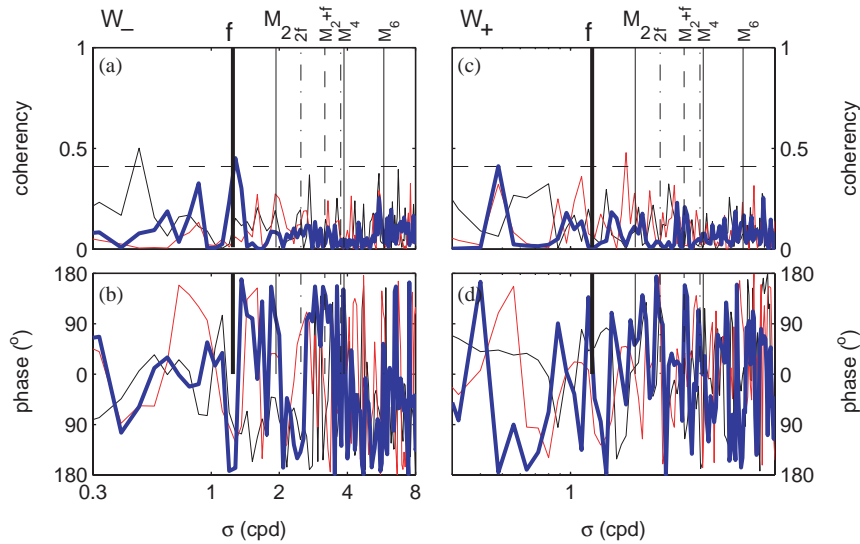 W_ f M2 2f M2+f M4 M6
W+ f M2 2f M2+f M4 M6
1 (a) (c) 1
coherency 0.5 0.5 coherency
0 0
180 (b) (d) 180
90 90
phase (o) 0 0 phase (o)
90 90
180 180
0.3 1 2 4 8 1
σ (cpd) σ (cpd)